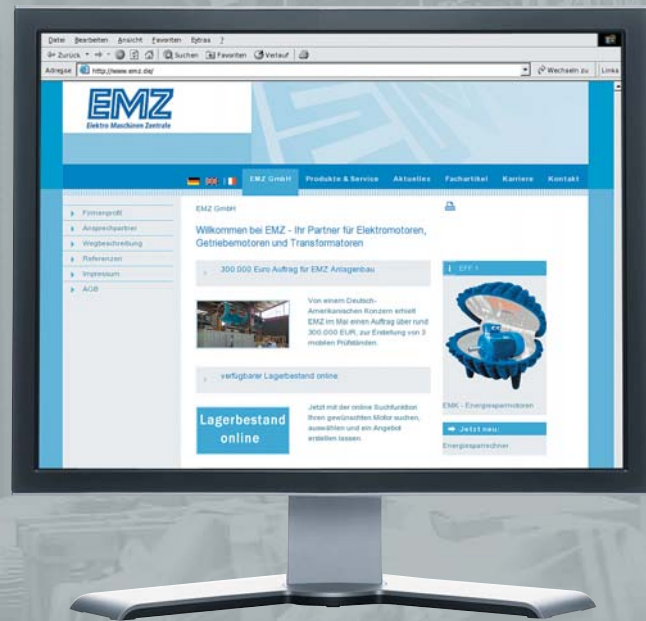 Datei Bearbeiten Ansicht Favoriten Extras ?
Zurück Suchen Favoriten Verlauf
Adresse http://www.emz.de/ Wechseln zu Links
EMZ
Elektro Maschinen Zentrale
EMZ GmbH Produkte & Service Aktuelles Fachartikel Karriere Kontakt
Firmenprofil
Ansprechpartner
Wegbeschreibung
Referenzen
Impressum
AGB
EMZ GmbH
Willkommen bei EMZ - Ihr Partner für Elektromotoren,
Getriebemotoren und Transformatoren
300.000 Euro Auftrag für EMZ Anlagenbau
Von einem Deutsch-
Amerikanischen Konzern erhielt
EMZ im Mai einen Auftrag über rund
300.000 EUR, zur Erstellung von 3
mobilen Prüfständen.
verfügbarer Lagerbestand online
Lagerbestand
online
Jetzt mit der online Suchfunktion
Ihren gewünschten Motor suchen,
auswählen und ein Angebot
erstellen lassen.
EFF 1
EMK - Energiesparmotoren
Jetzt neu:
Energiesparrechner